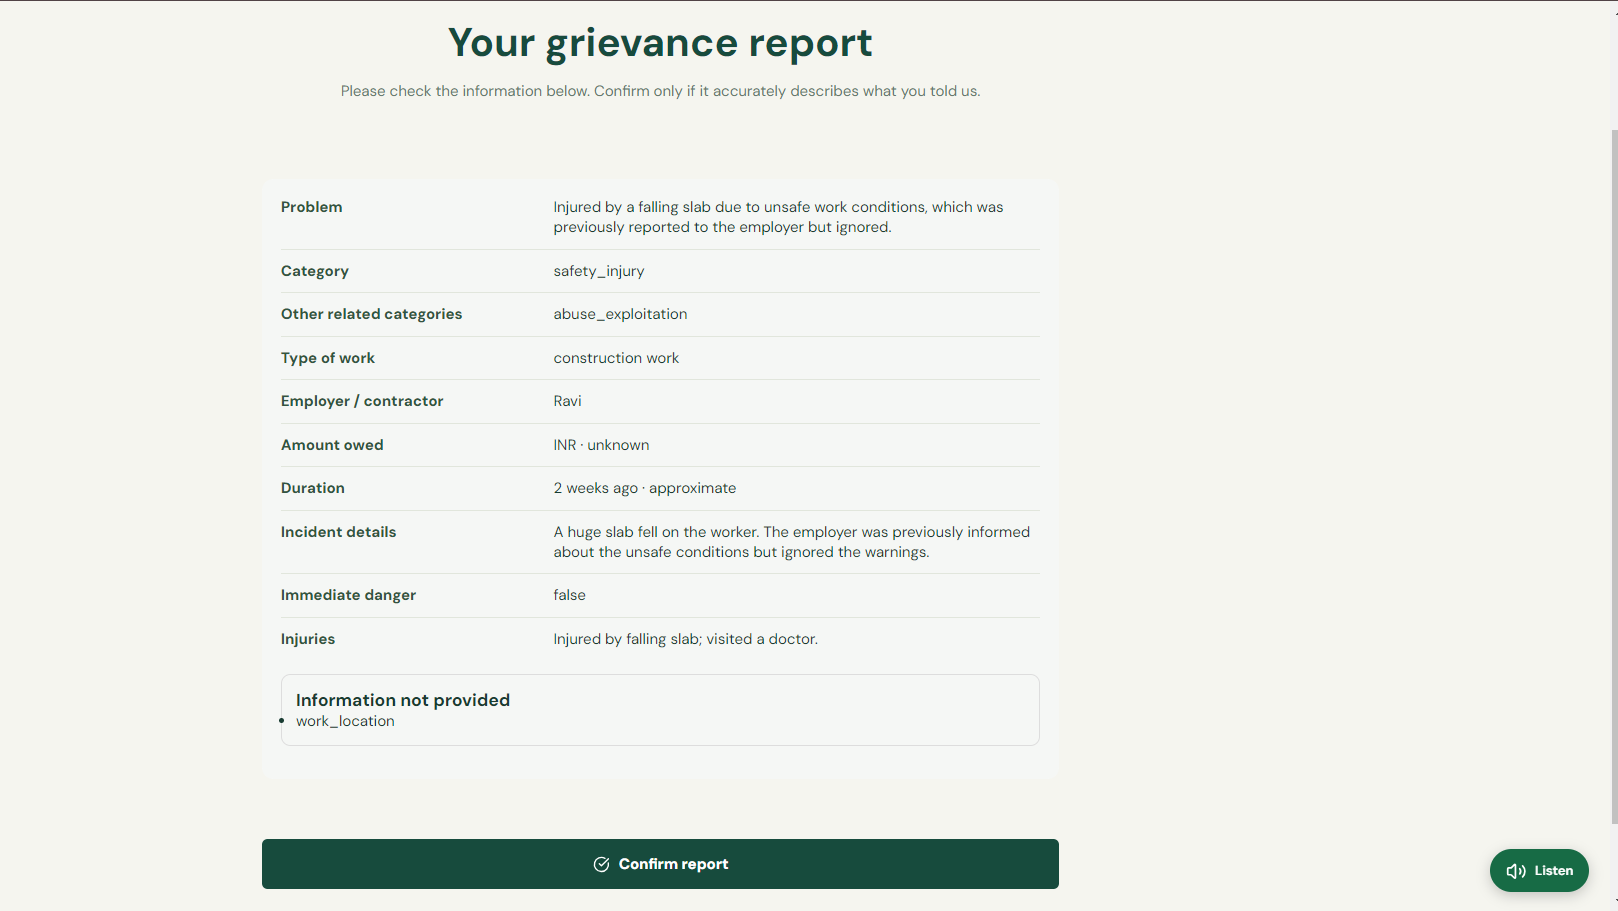 Your grievance report
Please check the information below. Confirm only if it accurately describes what you told us.
Problem
Injured by a falling slab due to unsafe work conditions, which was
previously reported to the employer but ignored.
Category
safety_injury
Other related categories
abuse_exploitation
Type of work
construction work
Employer / contractor
Ravi
Amount owed
INR · unknown
Duration
2 weeks ago · approximate
Incident details
A huge slab fell on the worker. The employer was previously informed
about the unsafe conditions but ignored the warnings.
Immediate danger
false
Injuries
Injured by falling slab; visited a doctor.
Information not provided
• work_location
Confirm report
Listen